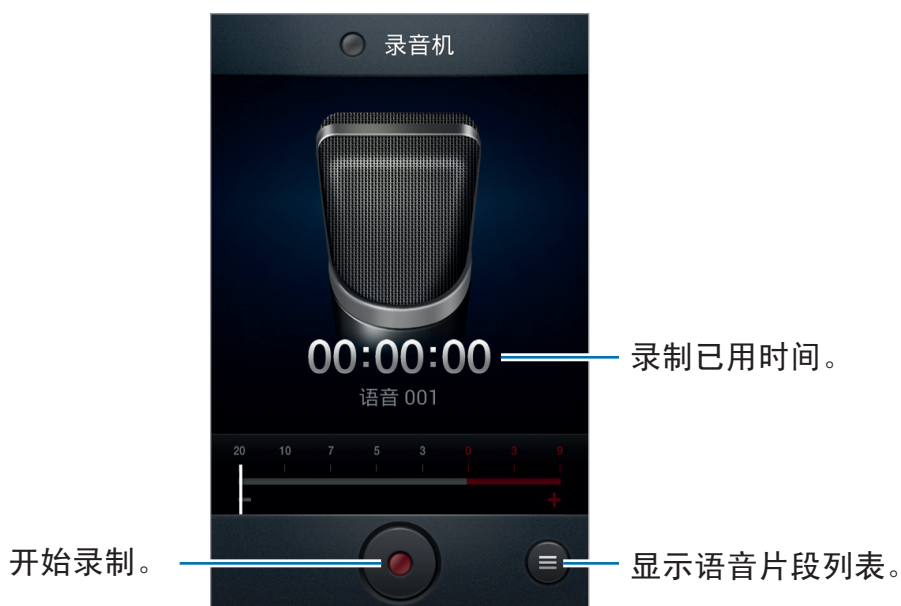 录音机
00:00:00
录制已用时间。
语音 001
20 10 7 5 3 0 3 9
− +
开始录制。
显示语音片段列表。